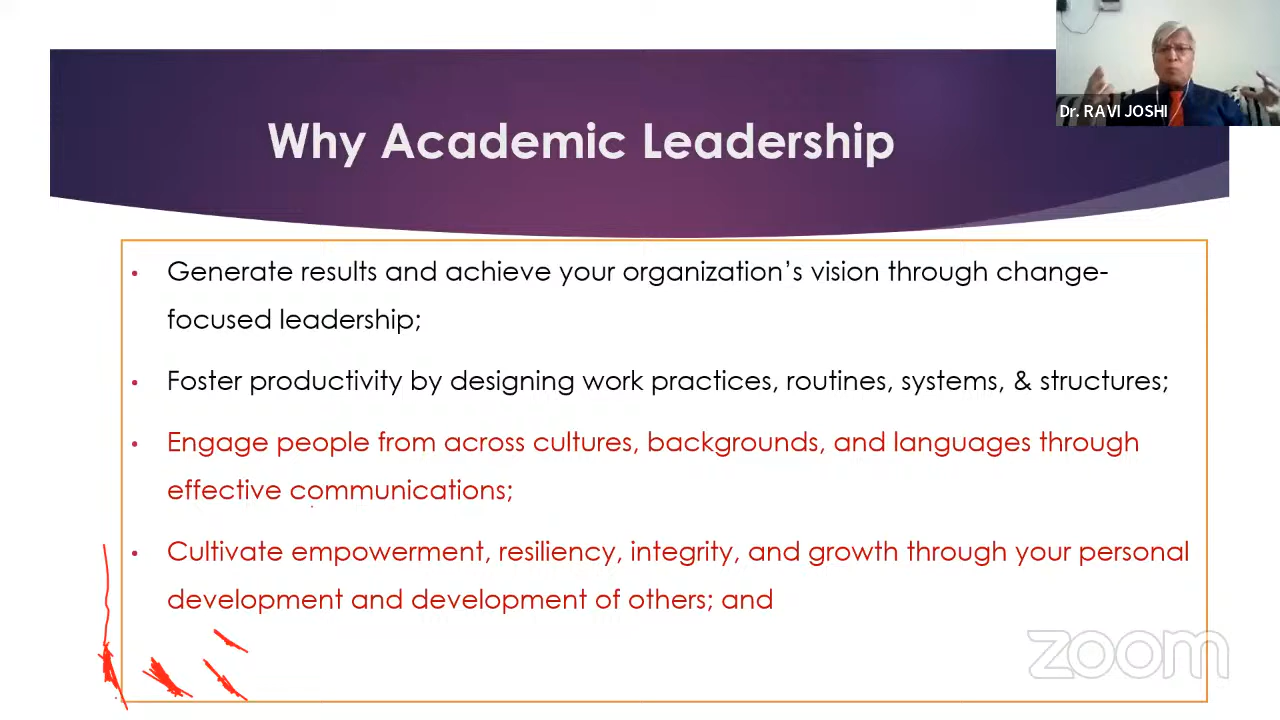 Dr. RAVI JOSHI
Why Academic Leadership
• Generate results and achieve your organization’s vision through change-
focused leadership;
• Foster productivity by designing work practices, routines, systems, & structures;
• Engage people from across cultures, backgrounds, and languages through
effective communications;
• Cultivate empowerment, resiliency, integrity, and growth through your personal
development and development of others; and
zoom